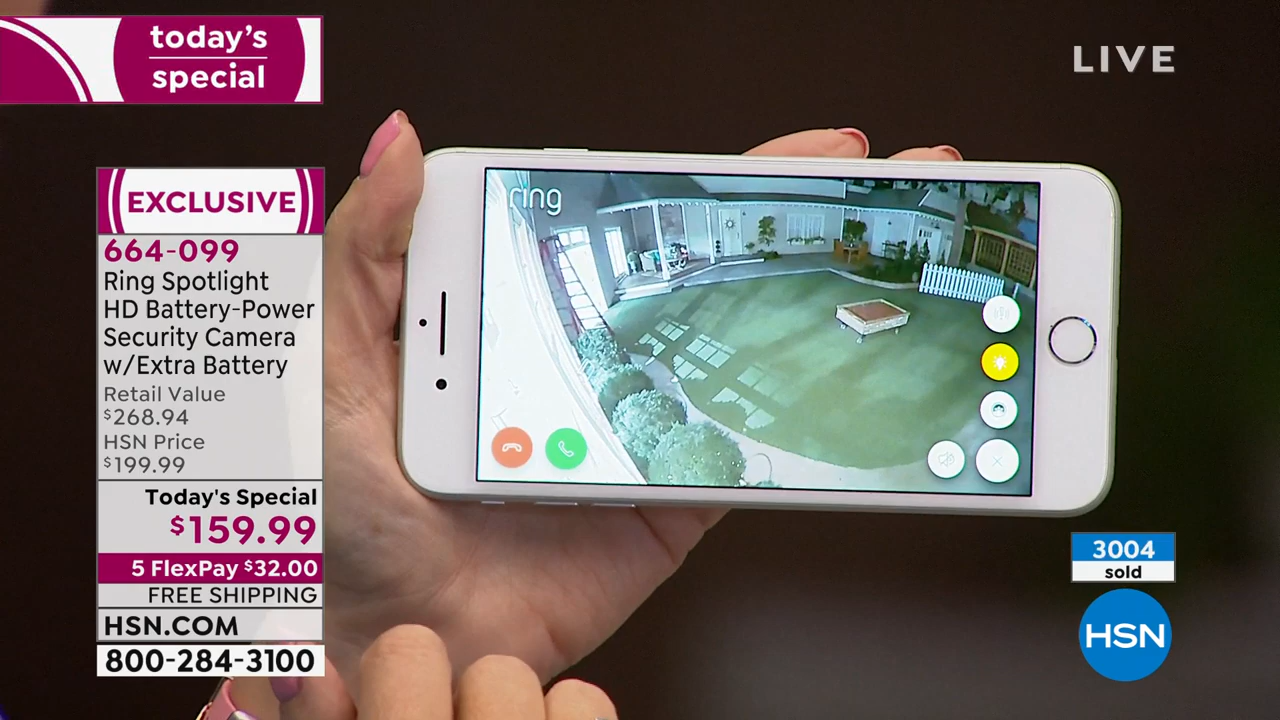 today's
special
LIVE
EXCLUSIVE
664-099
Ring Spotlight
HD Battery-Power
Security Camera
w/Extra Battery
Retail Value
$268.94
HSN Price
$199.99
Today's Special
$159.99
5 FlexPay $32.00
FREE SHIPPING
HSN.COM
800-284-3100
ring
3004
sold
HSN